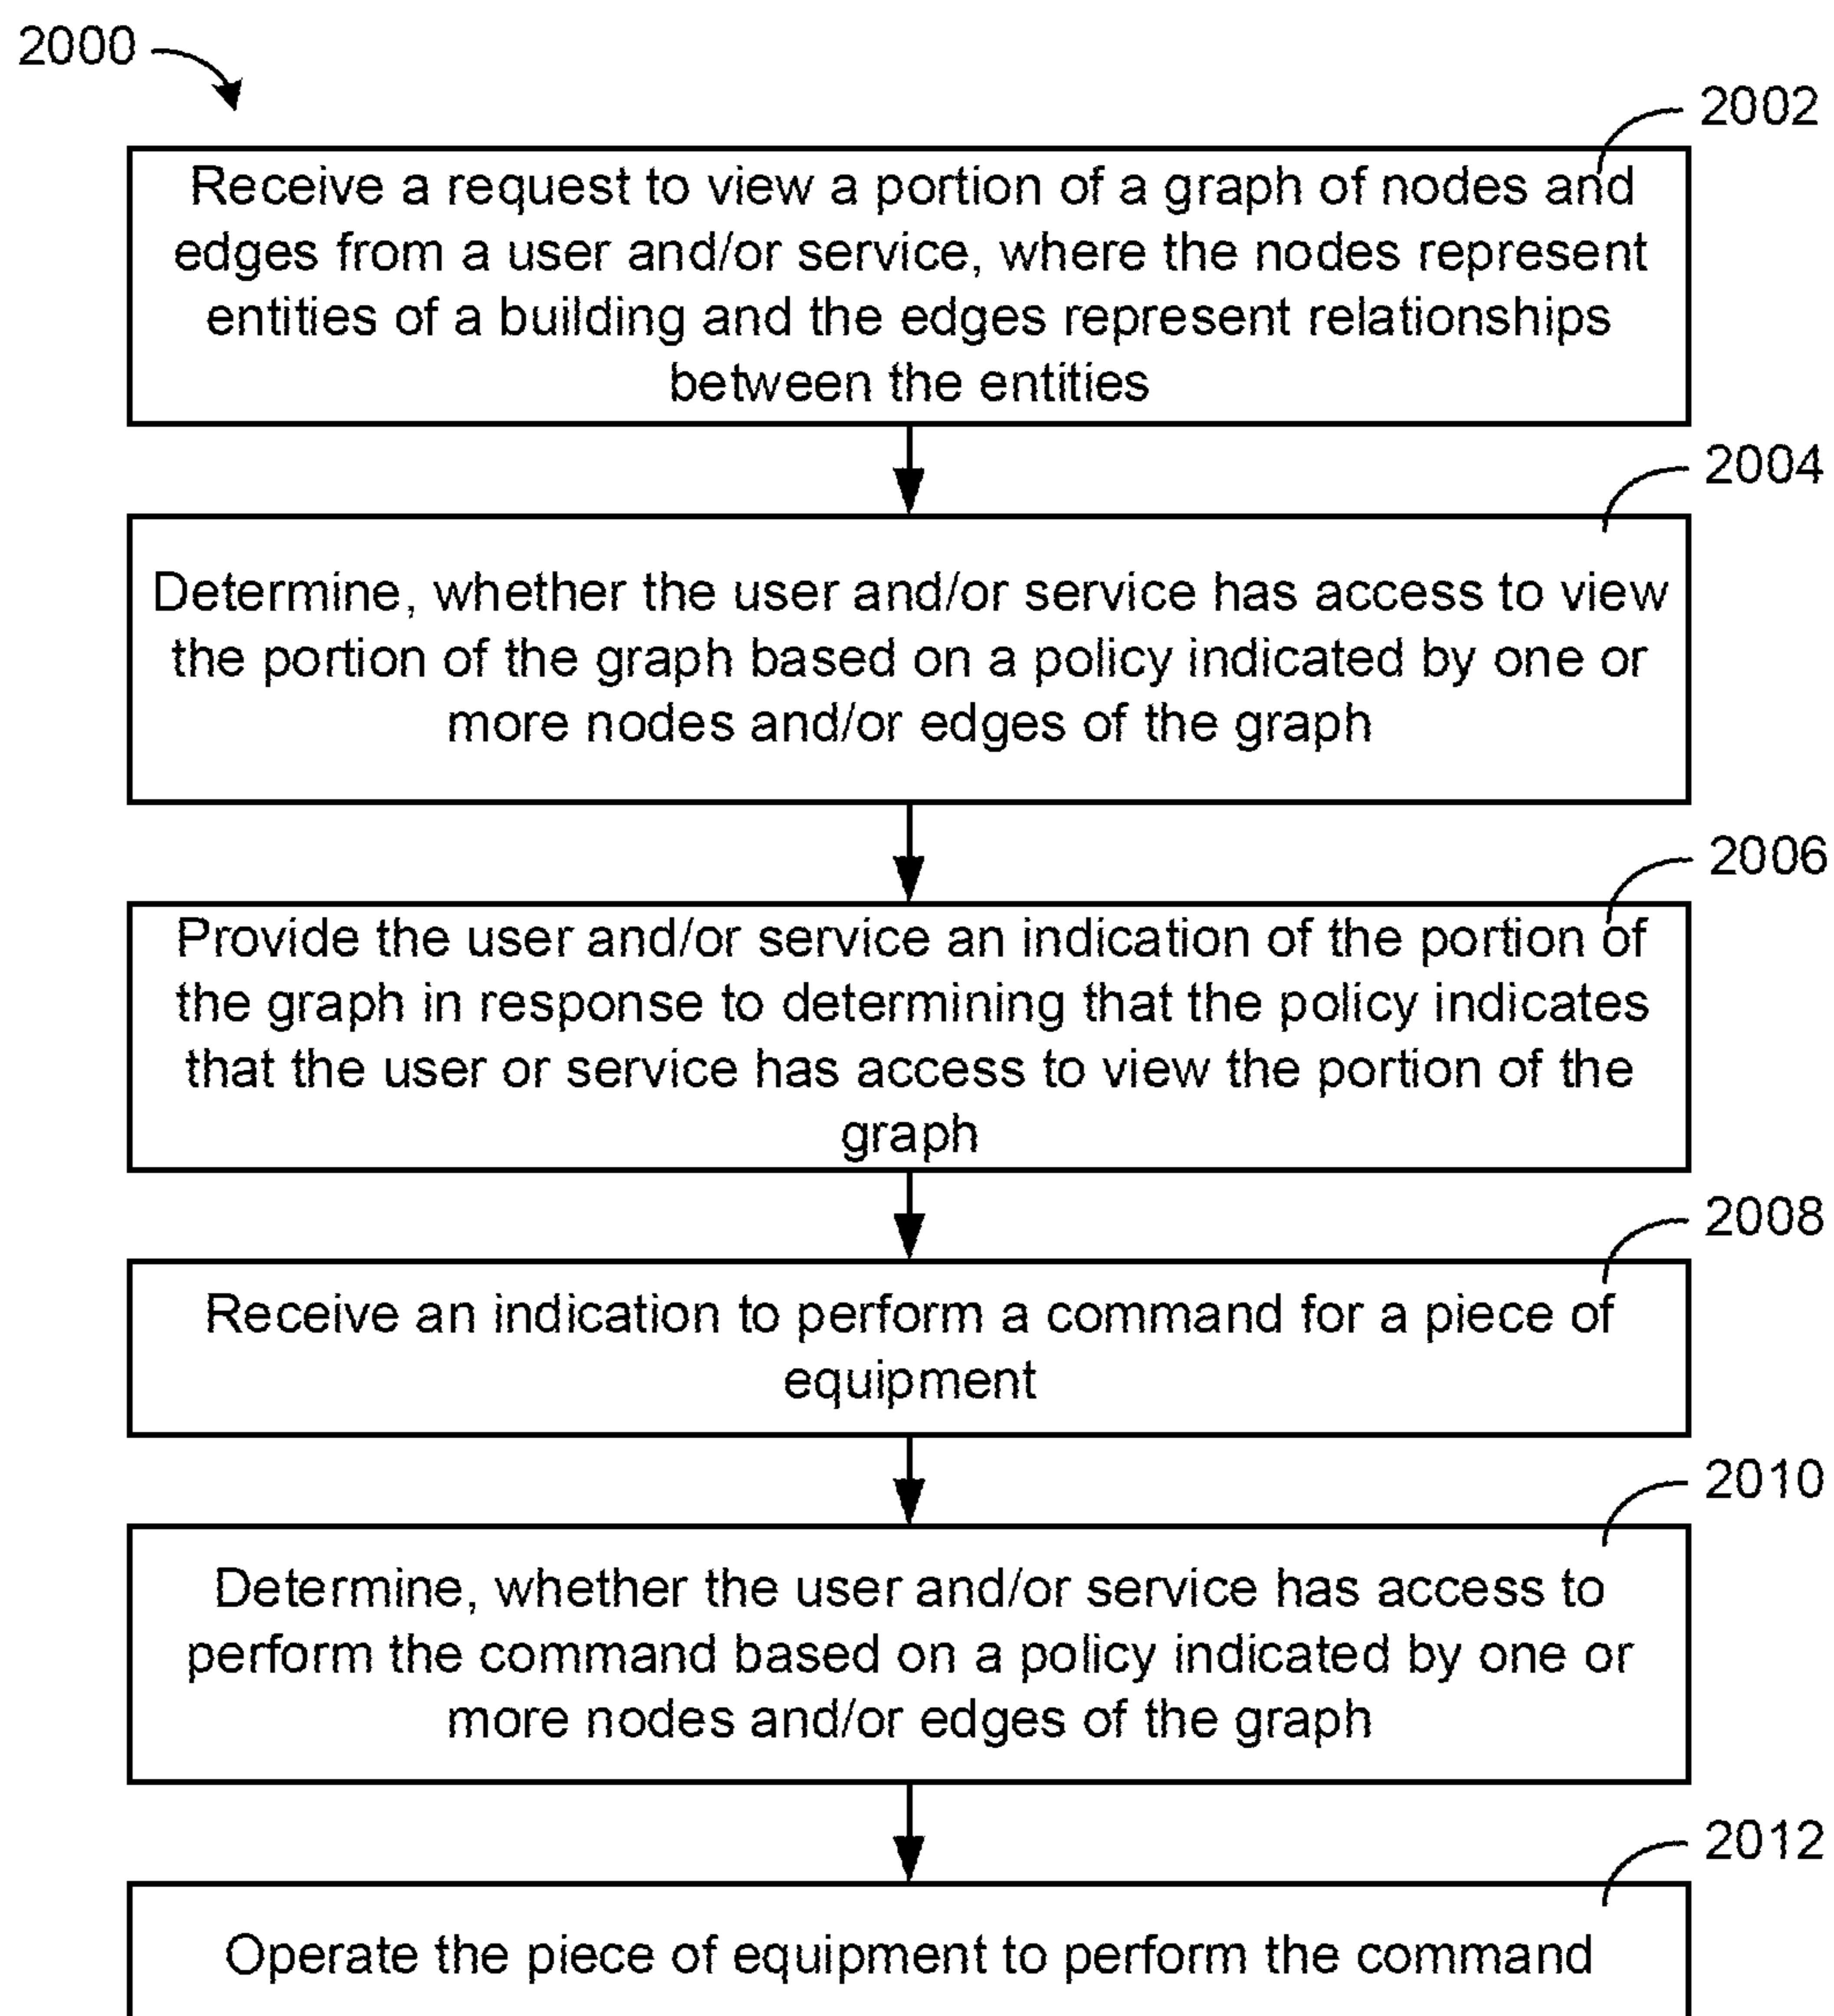 2000
2002
Receive a request to view a portion of a graph of nodes and
edges from a user and/or service, where the nodes represent
entities of a building and the edges represent relationships
between the entities
2004
Determine, whether the user and/or service has access to view
the portion of the graph based on a policy indicated by one or
more nodes and/or edges of the graph
2006
Provide the user and/or service an indication of the portion of
the graph in response to determining that the policy indicates
that the user or service has access to view the portion of the
graph
2008
Receive an indication to perform a command for a piece of
equipment
2010
Determine, whether the user and/or service has access to
perform the command based on a policy indicated by one or
more nodes and/or edges of the graph
2012
Operate the piece of equipment to perform the command